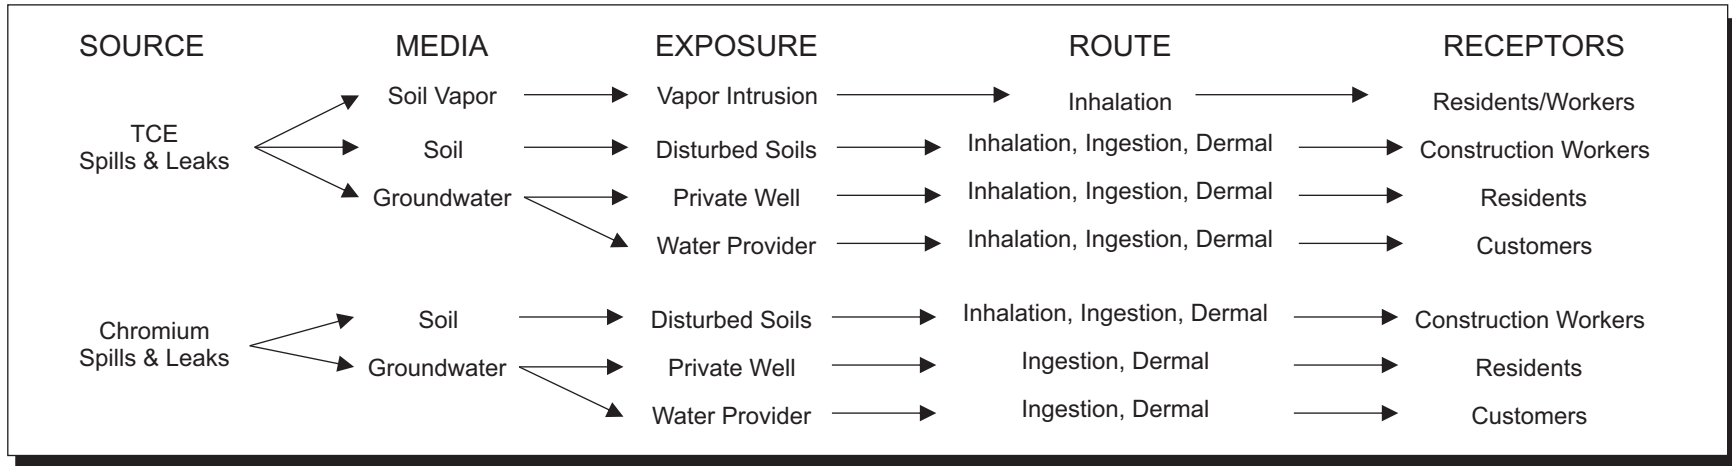 SOURCE MEDIA EXPOSURE ROUTE RECEPTORS
Soil Vapor Vapor Intrusion Inhalation Residents/Workers
TCE
Spills & Leaks
Soil Disturbed Soils Inhalation, Ingestion, Dermal Construction Workers
Groundwater Private Well Inhalation, Ingestion, Dermal Residents
Water Provider Inhalation, Ingestion, Dermal Customers
Chromium
Spills & Leaks
Soil Disturbed Soils Inhalation, Ingestion, Dermal Construction Workers
Groundwater Private Well Ingestion, Dermal Residents
Water Provider Ingestion, Dermal Customers